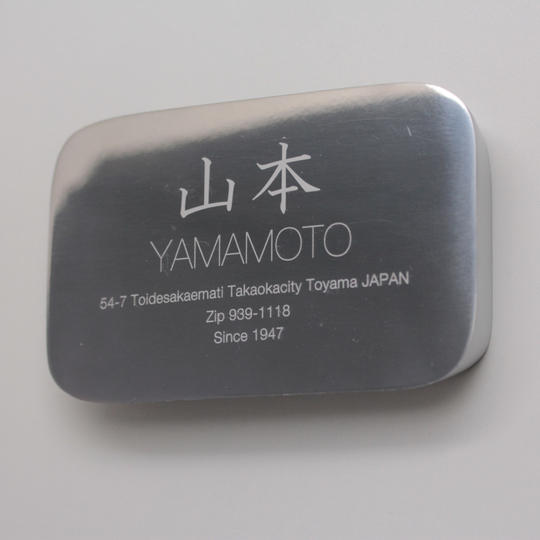 山本
YAMAMOTO
54-7 Toidesakaemati Takaokacity Toyama JAPAN
Zip 939-1118
Since 1947